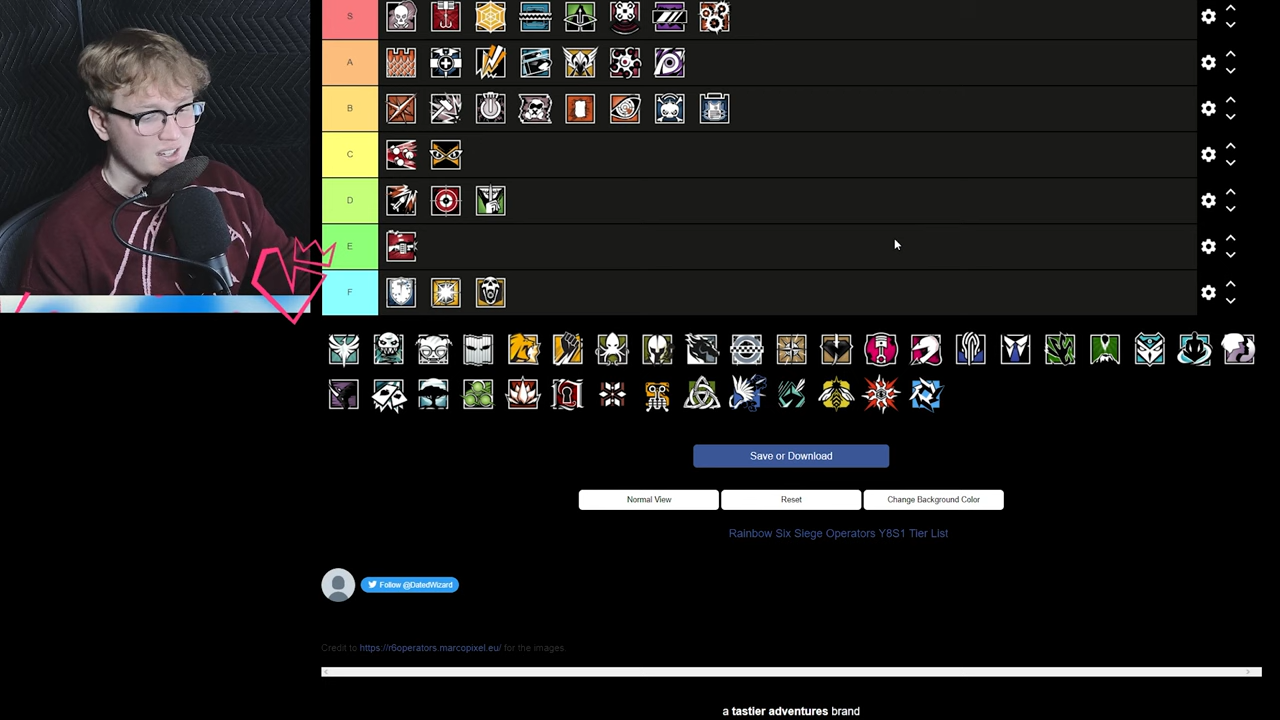 S
A
B
C
D
E
F
Save or Download
Normal View
Reset
Change Background Color
Rainbow Six Siege Operators Y8S1 Tier List
Follow @DatedWizard
Credit to https://r6operators.marcopixel.eu/ for the images.
a tastier adventures brand